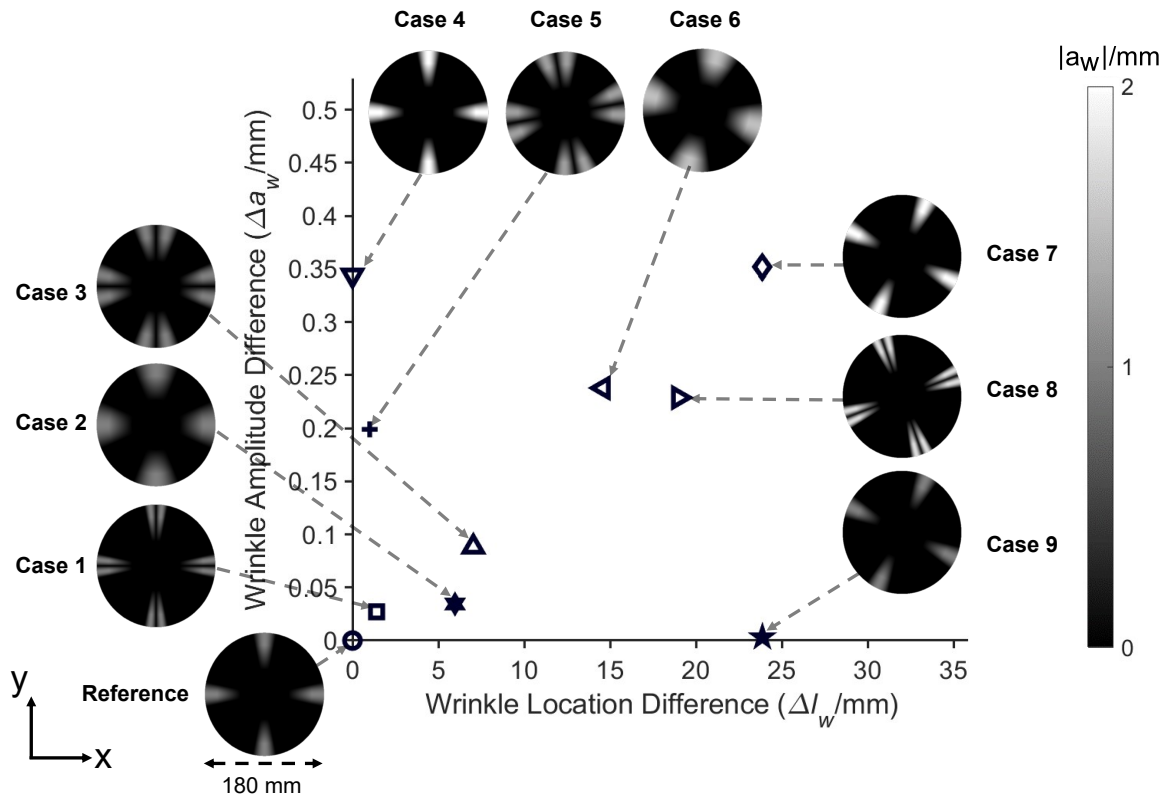 Case 4
Case 5
Case 6
|a_w|/mm
2
1
0
Wrinkle Amplitude Difference (Δa_w/mm)
0.5
0.45
0.4
0.35
0.3
0.25
0.2
0.15
0.1
0.05
0
Case 3
Case 2
Case 1
Reference
Case 7
Case 8
Case 9
0
5
10
15
20
25
30
35
Wrinkle Location Difference (Δl_w/mm)
y
x
180 mm